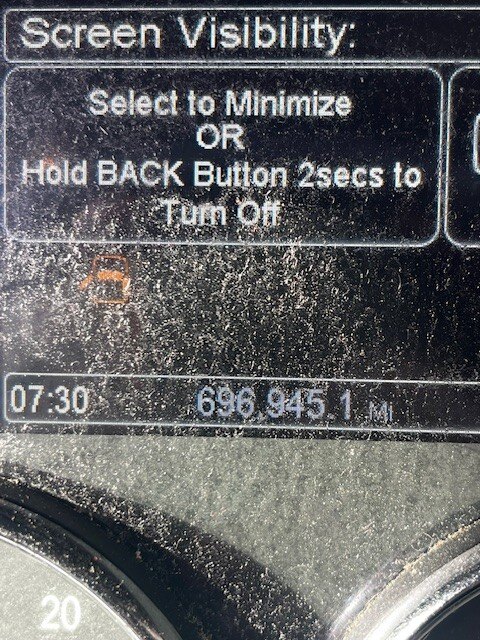 Screen Visibility:
Select to Minimize
OR
Hold BACK Button 2secs to
Turn Off
07:30 696,945.1 MI
20